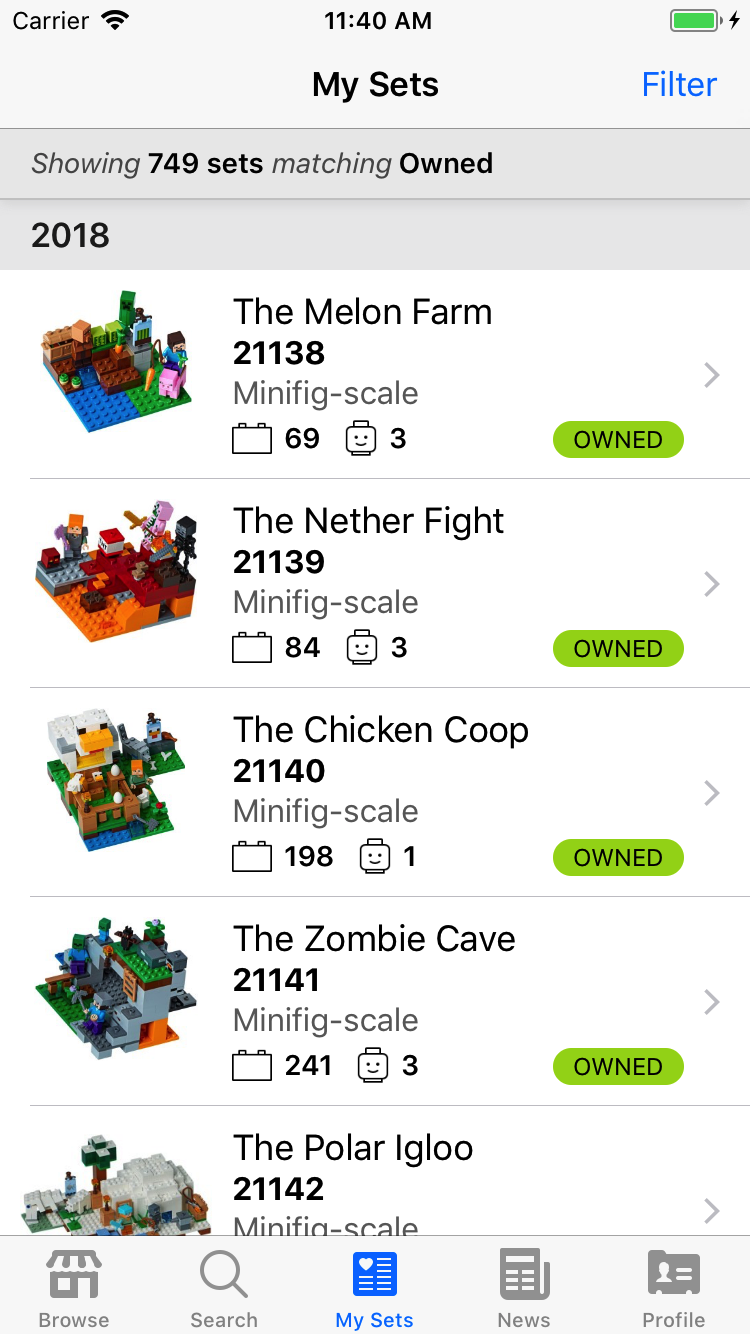 Carrier 11:40 AM
My Sets Filter
Showing 749 sets matching Owned
2018
The Melon Farm
21138
Minifig-scale
69 3 OWNED
The Nether Fight
21139
Minifig-scale
84 3 OWNED
The Chicken Coop
21140
Minifig-scale
198 1 OWNED
The Zombie Cave
21141
Minifig-scale
241 3 OWNED
The Polar Igloo
21142
Minifig-scale
Browse Search My Sets News Profile